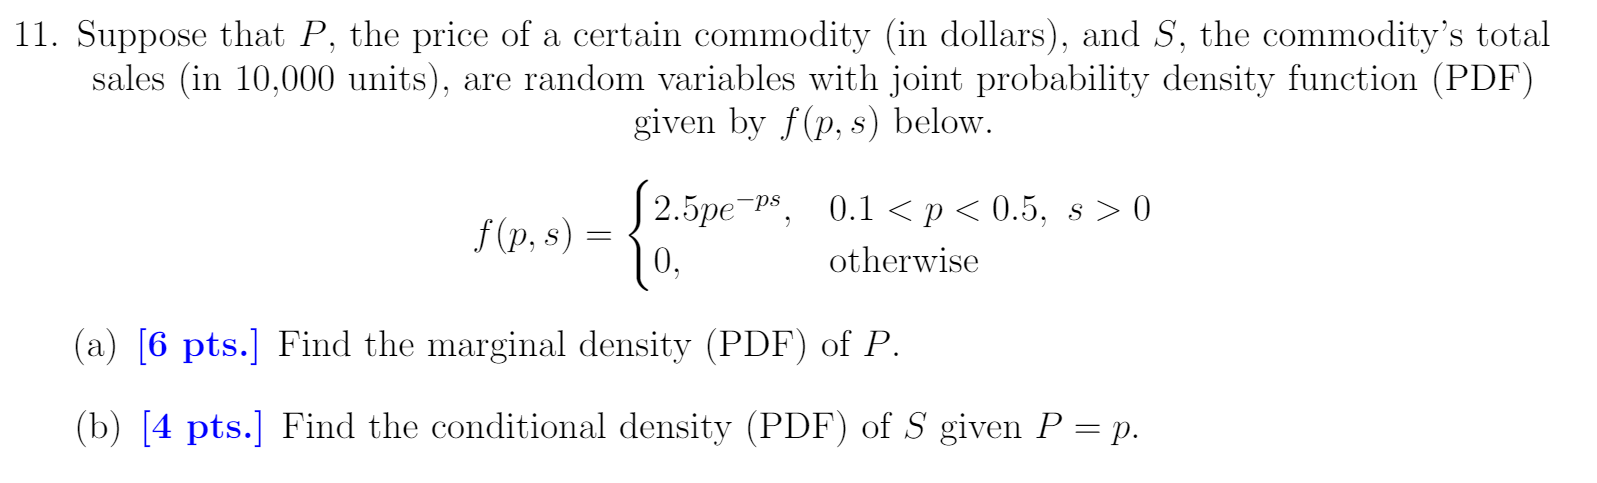 11. Suppose that P, the price of a certain commodity (in dollars), and S, the commodity's total
sales (in 10,000 units), are random variables with joint probability density function (PDF)
given by f(p, s) below.
f(p, s) = { 2.5pe^{-ps}, 0.1 < p < 0.5, s > 0
0, otherwise
(a) [6 pts.] Find the marginal density (PDF) of P.
(b) [4 pts.] Find the conditional density (PDF) of S given P = p.